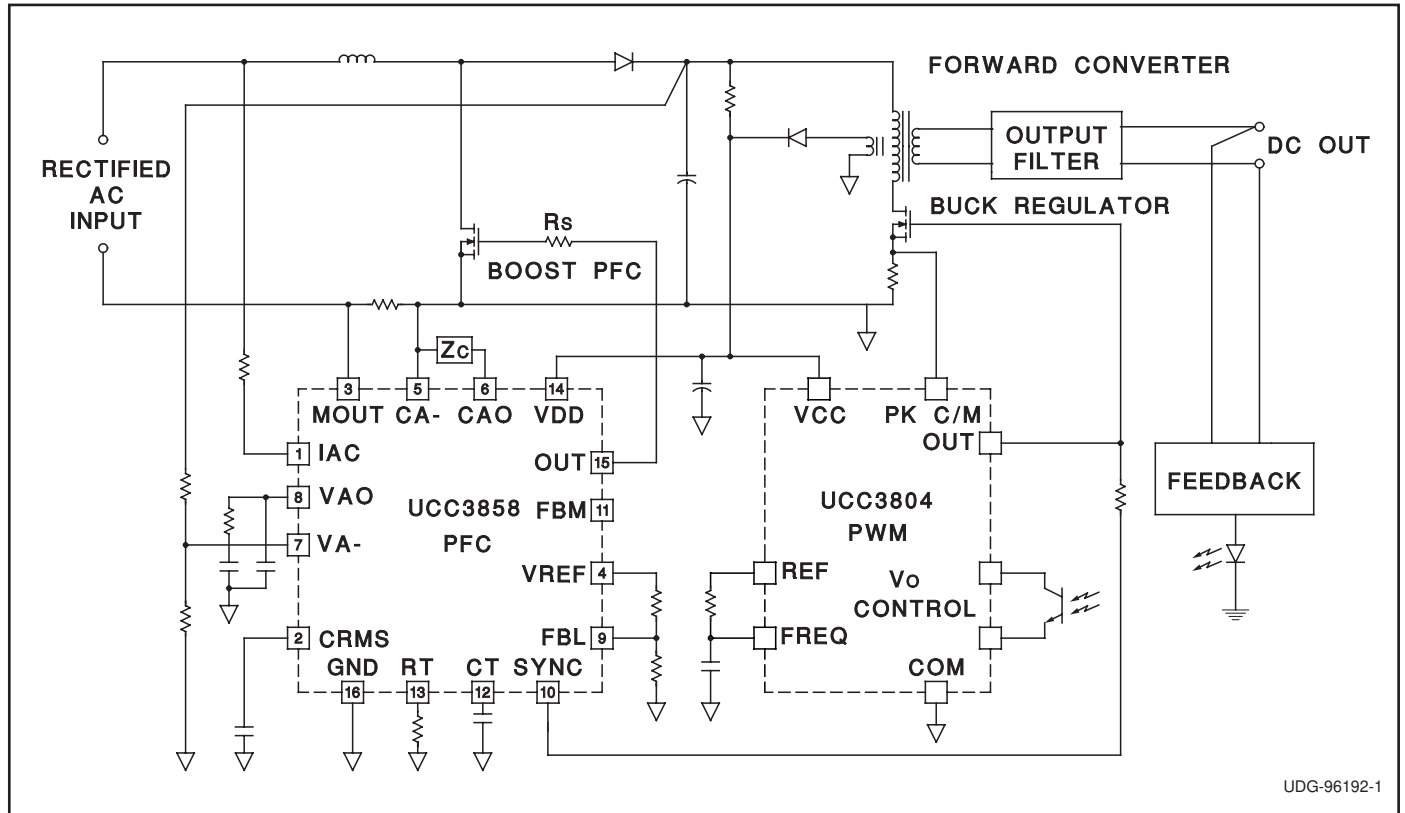 FORWARD CONVERTER
RECTIFIED
AC
INPUT
OUTPUT
FILTER
DC OUT
BUCK REGULATOR
Rs
BOOST PFC
Zc
3
5
6
14
MOUT CA- CAO VDD
VCC
PK C/M
1 IAC
OUT
OUT 15
8 VAO
UCC3858
PFC
FBM 11
UCC3804
PWM
FEEDBACK
7 VA-
VREF 4
REF
Vo
CONTROL
2 CRMS
FBL 9
FREQ
GND RT CT SYNC
COM
16
13
12
10
UDG-96192-1